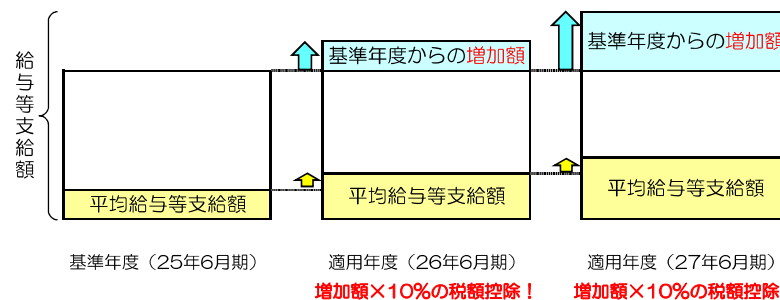 給与等支給額
基準年度からの増加額
基準年度からの増加額
平均給与等支給額
平均給与等支給額
平均給与等支給額
基準年度（25年6月期）
適用年度（26年6月期）
適用年度（27年6月期）
増加額×10%の税額控除！
増加額×10%の税額控除